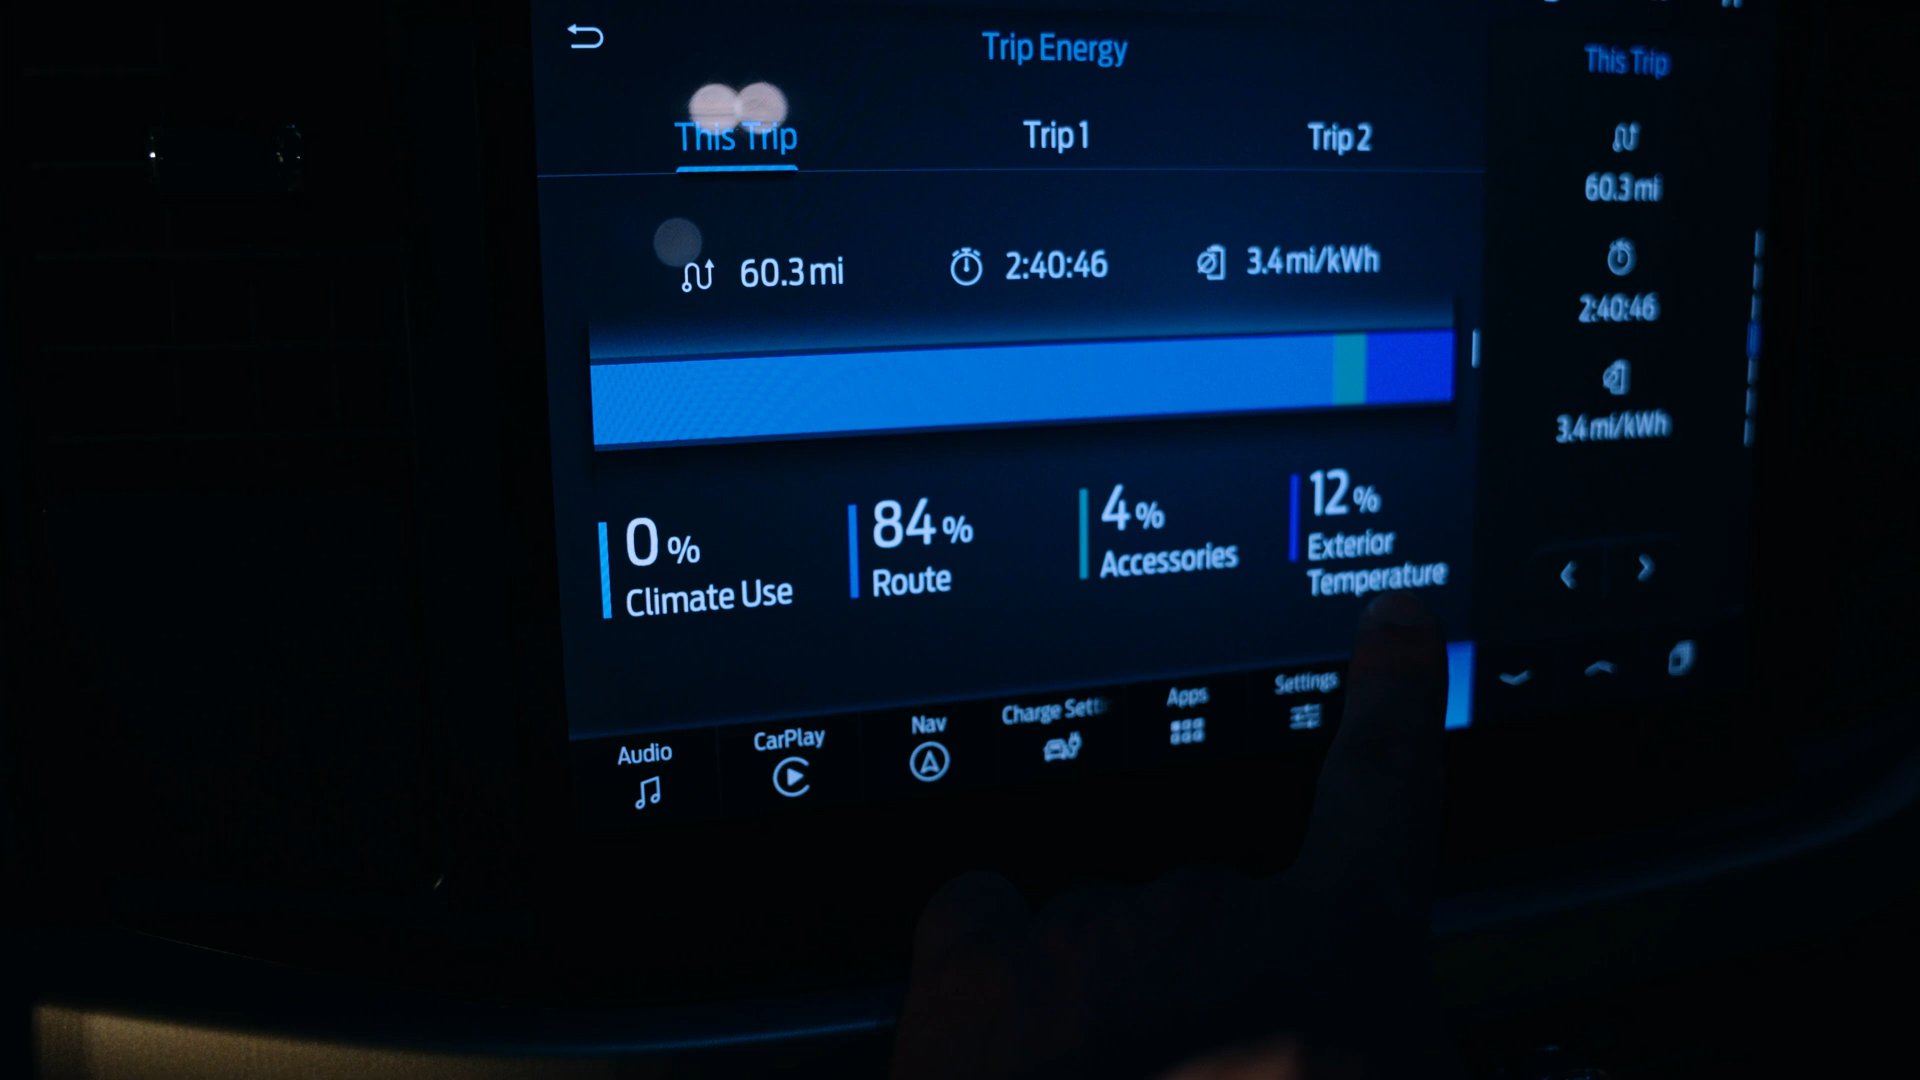 Trip Energy
This Trip
Trip 1
Trip 2
60.3 mi
2:40:46
3.4 mi/kWh
0 %
Climate Use
84 %
Route
4 %
Accessories
12 %
Exterior
Temperature
Audio
CarPlay
Nav
Charge Setti
Apps
Settings
This Trip
60.3 mi
2:40:46
3.4 mi/kWh